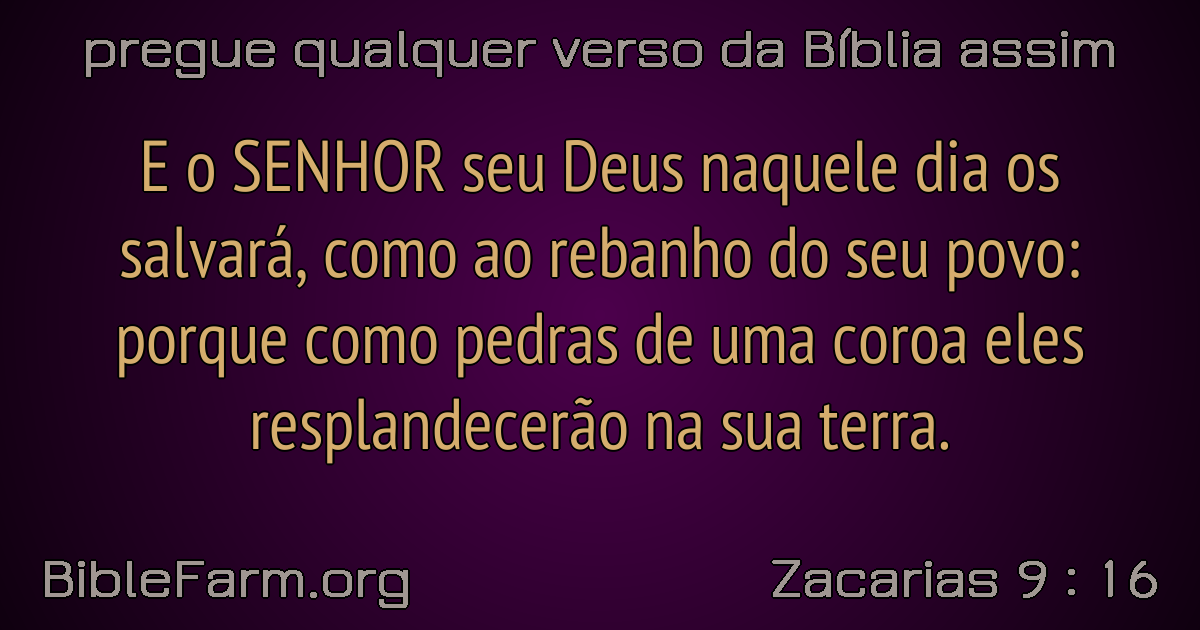 pregue qualquer verso da Bíblia assim
E o SENHOR seu Deus naquele dia os
salvará, como ao rebanho do seu povo:
porque como pedras de uma coroa eles
resplandecerão na sua terra.
BibleFarm.org
Zacarias 9 : 16